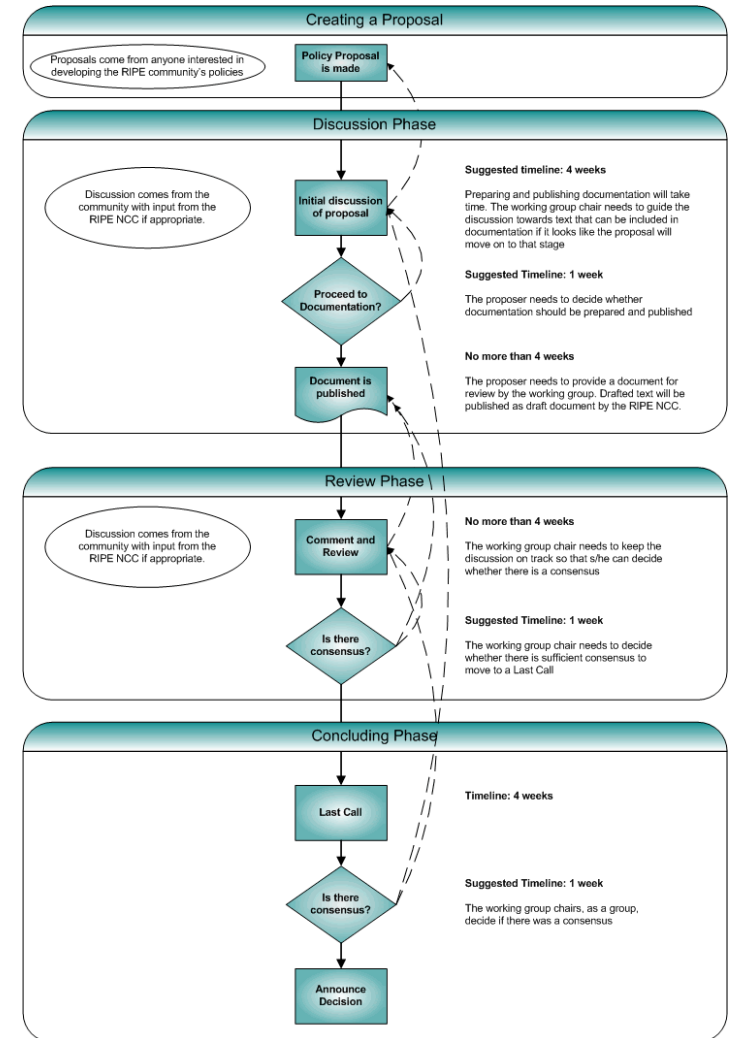 Creating a Proposal
Proposals come from anyone interested in
developing the RIPE community's policies
Policy Proposal
is made
Discussion Phase
Discussion comes from the
community with input from the
RIPE NCC if appropriate.
Initial discussion
of proposal
Suggested timeline: 4 weeks
Preparing and publishing documentation will take
time. The working group chair needs to guide the
discussion towards text that can be included in
documentation if it looks like the proposal will
move on to that stage
Proceed to
Documentation?
Suggested Timeline: 1 week
The proposer needs to decide whether
documentation should be prepared and published
Document is
published
No more than 4 weeks
The proposer needs to provide a document for
review by the working group. Drafted text will be
published as draft document by the RIPE NCC.
Review Phase
Discussion comes from the
community with input from the
RIPE NCC if appropriate.
Comment and
Review
No more than 4 weeks
The working group chair needs to keep the
discussion on track so that s/he can decide
whether there is a consensus
Is there
consensus?
Suggested Timeline: 1 week
The working group chair needs to decide
whether there is sufficient consensus to
move to a Last Call
Concluding Phase
Last Call
Timeline: 4 weeks
Is there
consensus?
Suggested Timeline: 1 week
The working group chairs, as a group,
decide if there was a consensus
Announce
Decision